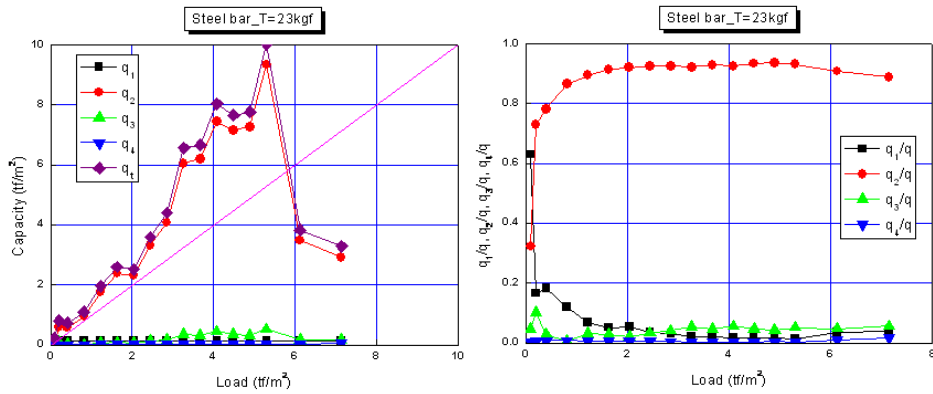 Steel bar_T=23kgf
10
8
6
4
2
0
Capacity (tf/m²)
q₁
q₂
q₃
q₄
qₜ
0
2
4
6
8
10
Load (tf/m²)
Steel bar_T=23kgf
1.0
0.8
0.6
0.4
0.2
0.0
q₁/q, q₂/q, q₃/q, q₄/q
q₁/q
q₂/q
q₃/q
q₄/q
0
2
4
6
8
Load (tf/m²)